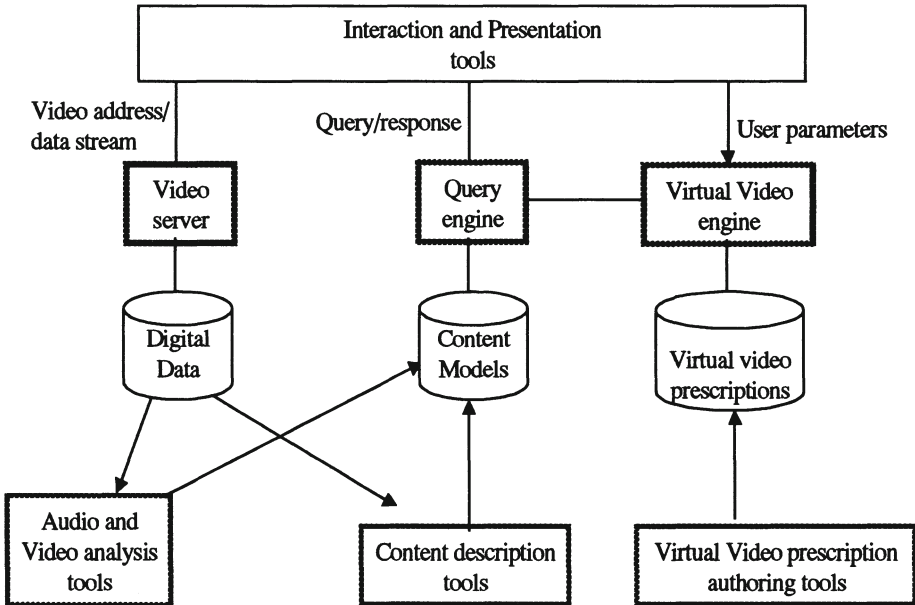 Interaction and Presentation
tools
Video address/
data stream
Query/response
User parameters
Video
server
Query
engine
Virtual Video
engine
Digital
Data
Content
Models
Virtual video
prescriptions
Audio and
Video analysis
tools
Content description
tools
Virtual Video prescription
authoring tools